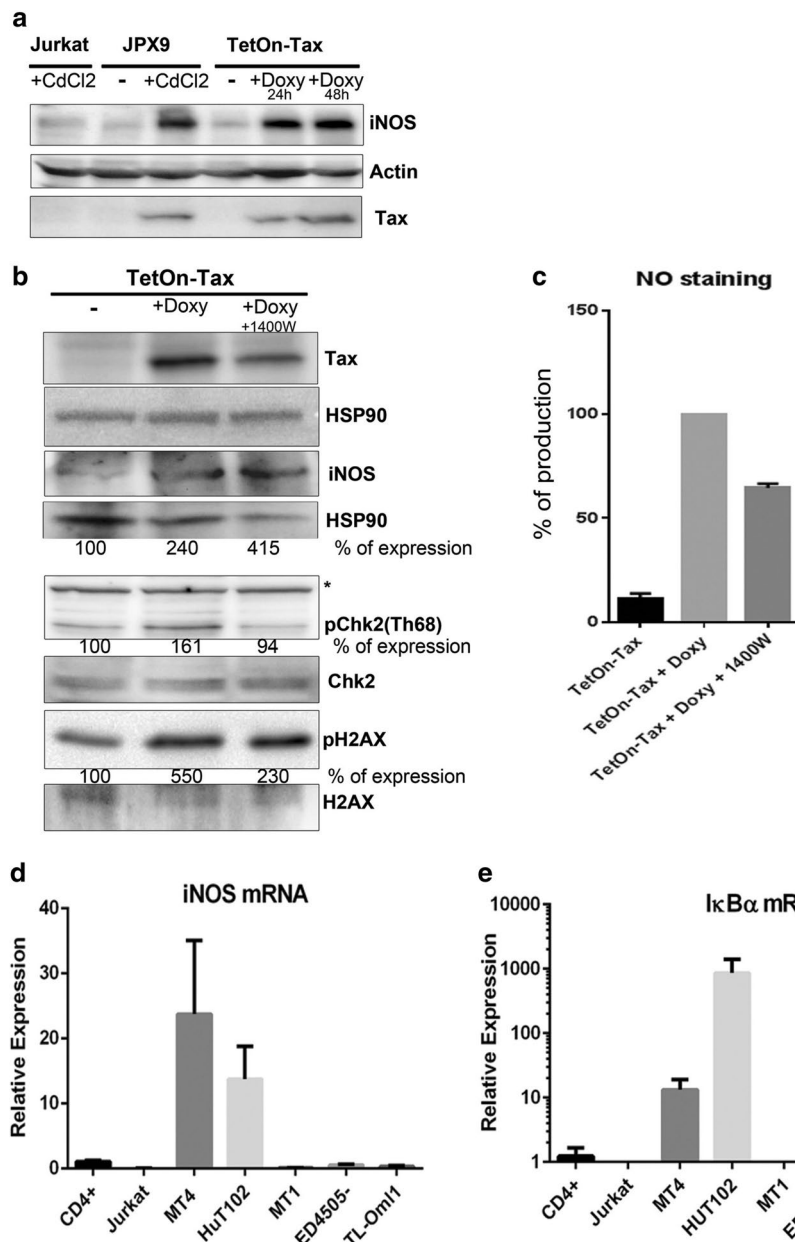 a
Jurkat JPX9 TetOn-Tax
+CdCl2 - +CdCl2 - +Doxy +Doxy
24h 48h
iNOS
Actin
Tax
b
TetOn-Tax
- +Doxy +Doxy
+1400W
Tax
HSP90
iNOS
HSP90
100 240 415 % of expression
*
pChk2(Th68)
100 161 94 % of expression
Chk2
pH2AX
100 550 230 % of expression
H2AX
c
NO staining
% of production
150
100
50
0
TetOn-Tax
TetOn-Tax + Doxy
TetOn-Tax + Doxy + 1400W
d
iNOS mRNA
Relative Expression
40
30
20
10
0
CD4+
Jurkat
MT4
HuT102
MT1
ED4505-
TL-Oml1
e
IκBα mR
Relative Expression
10000
1000
100
10
1
CD4+
Jurkat
MT4
HUT102
MT1